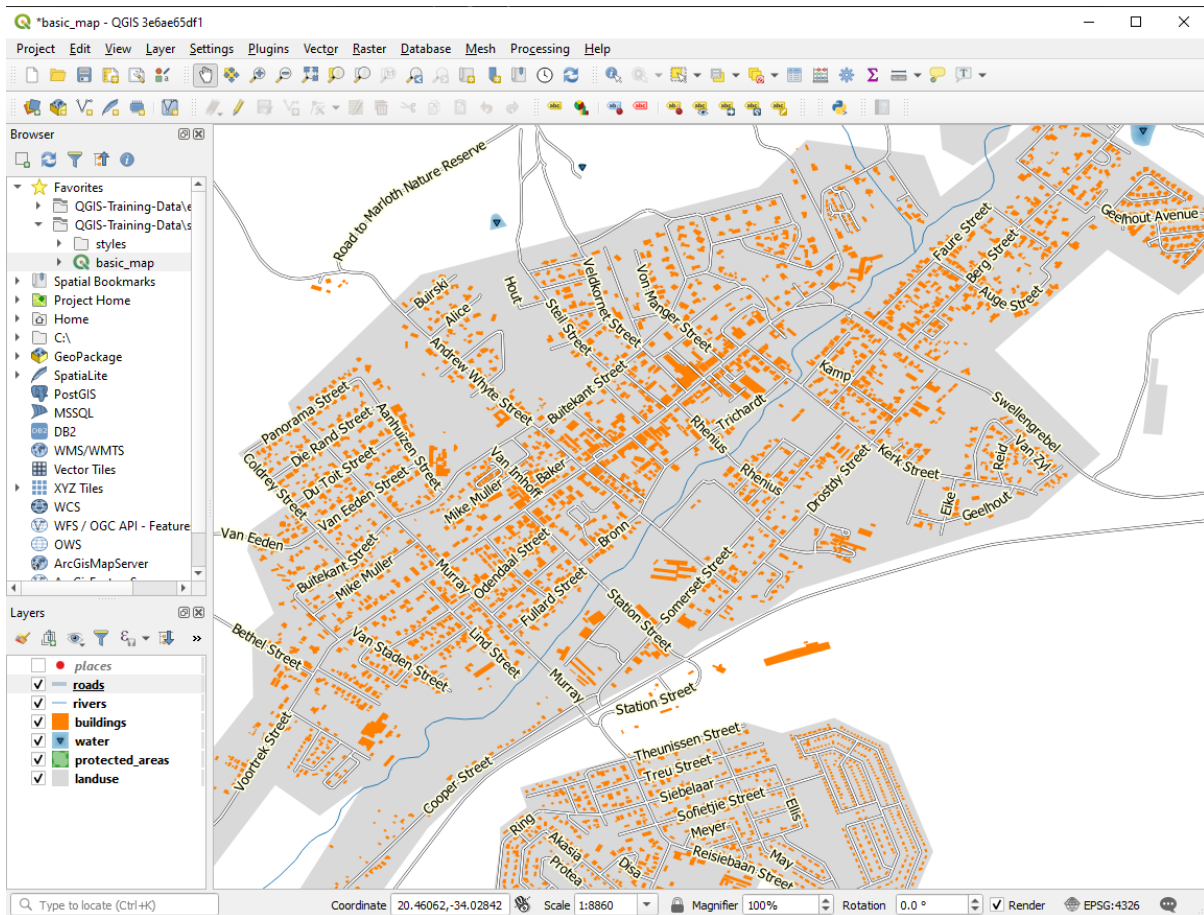 *basic_map - QGIS 3e6ae65df1
Project Edit View Layer Settings Plugins Vector Raster Database Mesh Processing Help
Browser
Favorites
QGIS-Training-Data\e
QGIS-Training-Data\s
styles
basic_map
Spatial Bookmarks
Project Home
Home
C:\
GeoPackage
SpatiaLite
PostGIS
MSSQL
DB2
WMS/WMTS
Vector Tiles
XYZ Tiles
WCS
WFS / OGC API - Feature
OWS
ArcGisMapServer
Layers
places
roads
rivers
buildings
water
protected_areas
landuse
Road to Marloth Nature Reserve
Geelhout Avenue
Faure Street
Berg Street
Auge Street
Buirski
Alice
Hout
Steil Street
Veldkornet Street
Von Manger Street
Andrew Whyte Street
Buitekant Street
Kamp
Swellengrebel
Panorama Street
Die Rand Street
Aanhuizen Street
Du Toit Street
Coldrey Street
Van Eeden Street
Van Imhoff
Baker
Mike Muller
Rhenius
Trichardt
Rhenius
Drostdy Street
Kerk Street
Reid
Van Zyl
Eike
Geelhout
Van Eeden
Buitekant Street
Mike Muller
Murray
Odendaal Street
Bronn
Fullard Street
Station Street
Somerset Street
Bethel Street
Van Staden Street
Lind Street
Murray
Station Street
Voortrek Street
Cooper Street
Theunissen Street
Treu Street
Siebelaar
Sofietjie Street
Ellis
Meyer
Ring
Akasia
Protea
Disa
Reisiebaan Street
May
Type to locate (Ctrl+K) Coordinate 20.46062,-34.02842 Scale 1:8860 Magnifier 100% Rotation 0.0 ° Render EPSG:4326